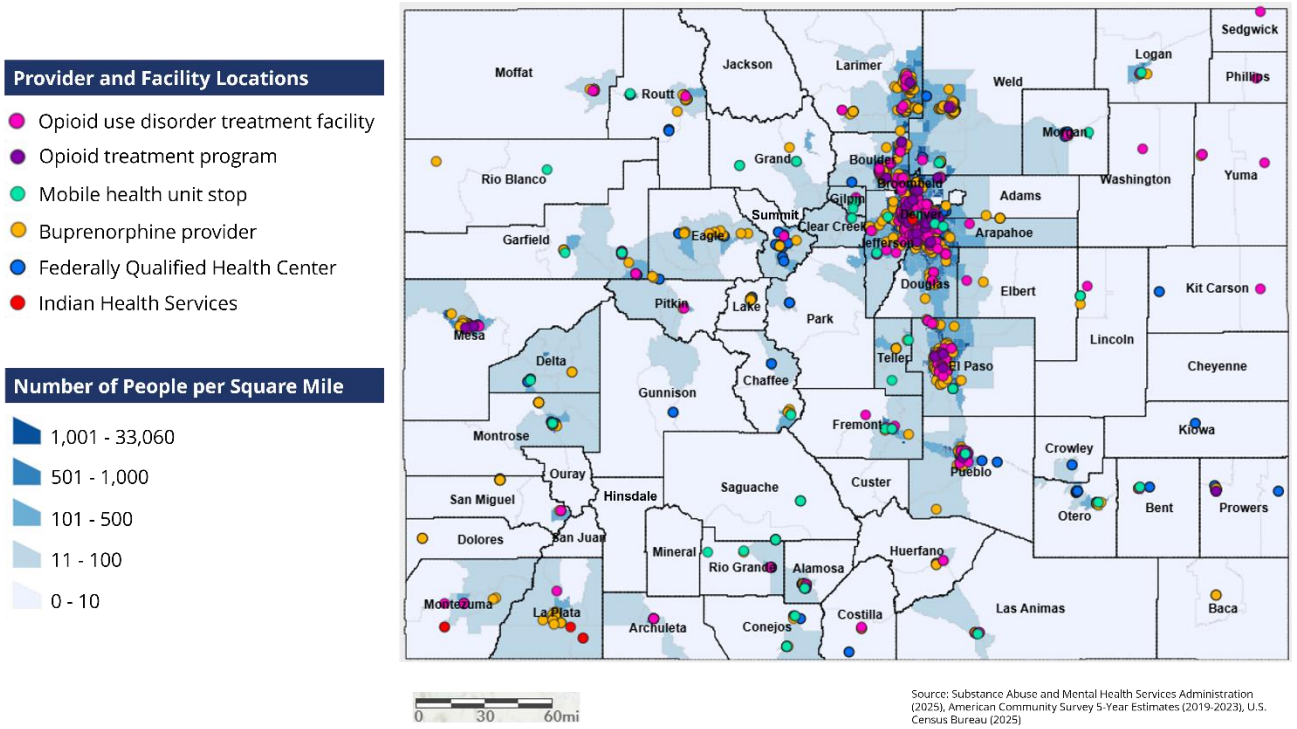 Provider and Facility Locations
Opioid use disorder treatment facility
Opioid treatment program
Mobile health unit stop
Buprenorphine provider
Federally Qualified Health Center
Indian Health Services
Number of People per Square Mile
1,001 - 33,060
501 - 1,000
101 - 500
11 - 100
0 - 10
Sedgwick
Logan
Moffat
Jackson
Larimer
Weld
Phillips
Routt
Morgan
Grand
Boulder
Rio Blanco
Washington
Yuma
Broomfield
Adams
Gilpin
Summit
Denver
Clear Creek
Arapahoe
Garfield
Eagle
Jefferson
Douglas
Elbert
Kit Carson
Pitkin
Lake
Park
Mesa
Lincoln
Delta
Teller
El Paso
Cheyenne
Chaffee
Gunnison
Fremont
Kiowa
Montrose
Crowley
Pueblo
Ouray
Saguache
Custer
San Miguel
Hinsdale
Otero
Bent
Prowers
Dolores
San Juan
Mineral
Huerfano
Rio Grande
Alamosa
Montezuma
La Plata
Las Animas
Baca
Costilla
Archuleta
Conejos
0 30 60mi
Source: Substance Abuse and Mental Health Services Administration
(2025), American Community Survey 5-Year Estimates (2019-2023), U.S.
Census Bureau (2025)